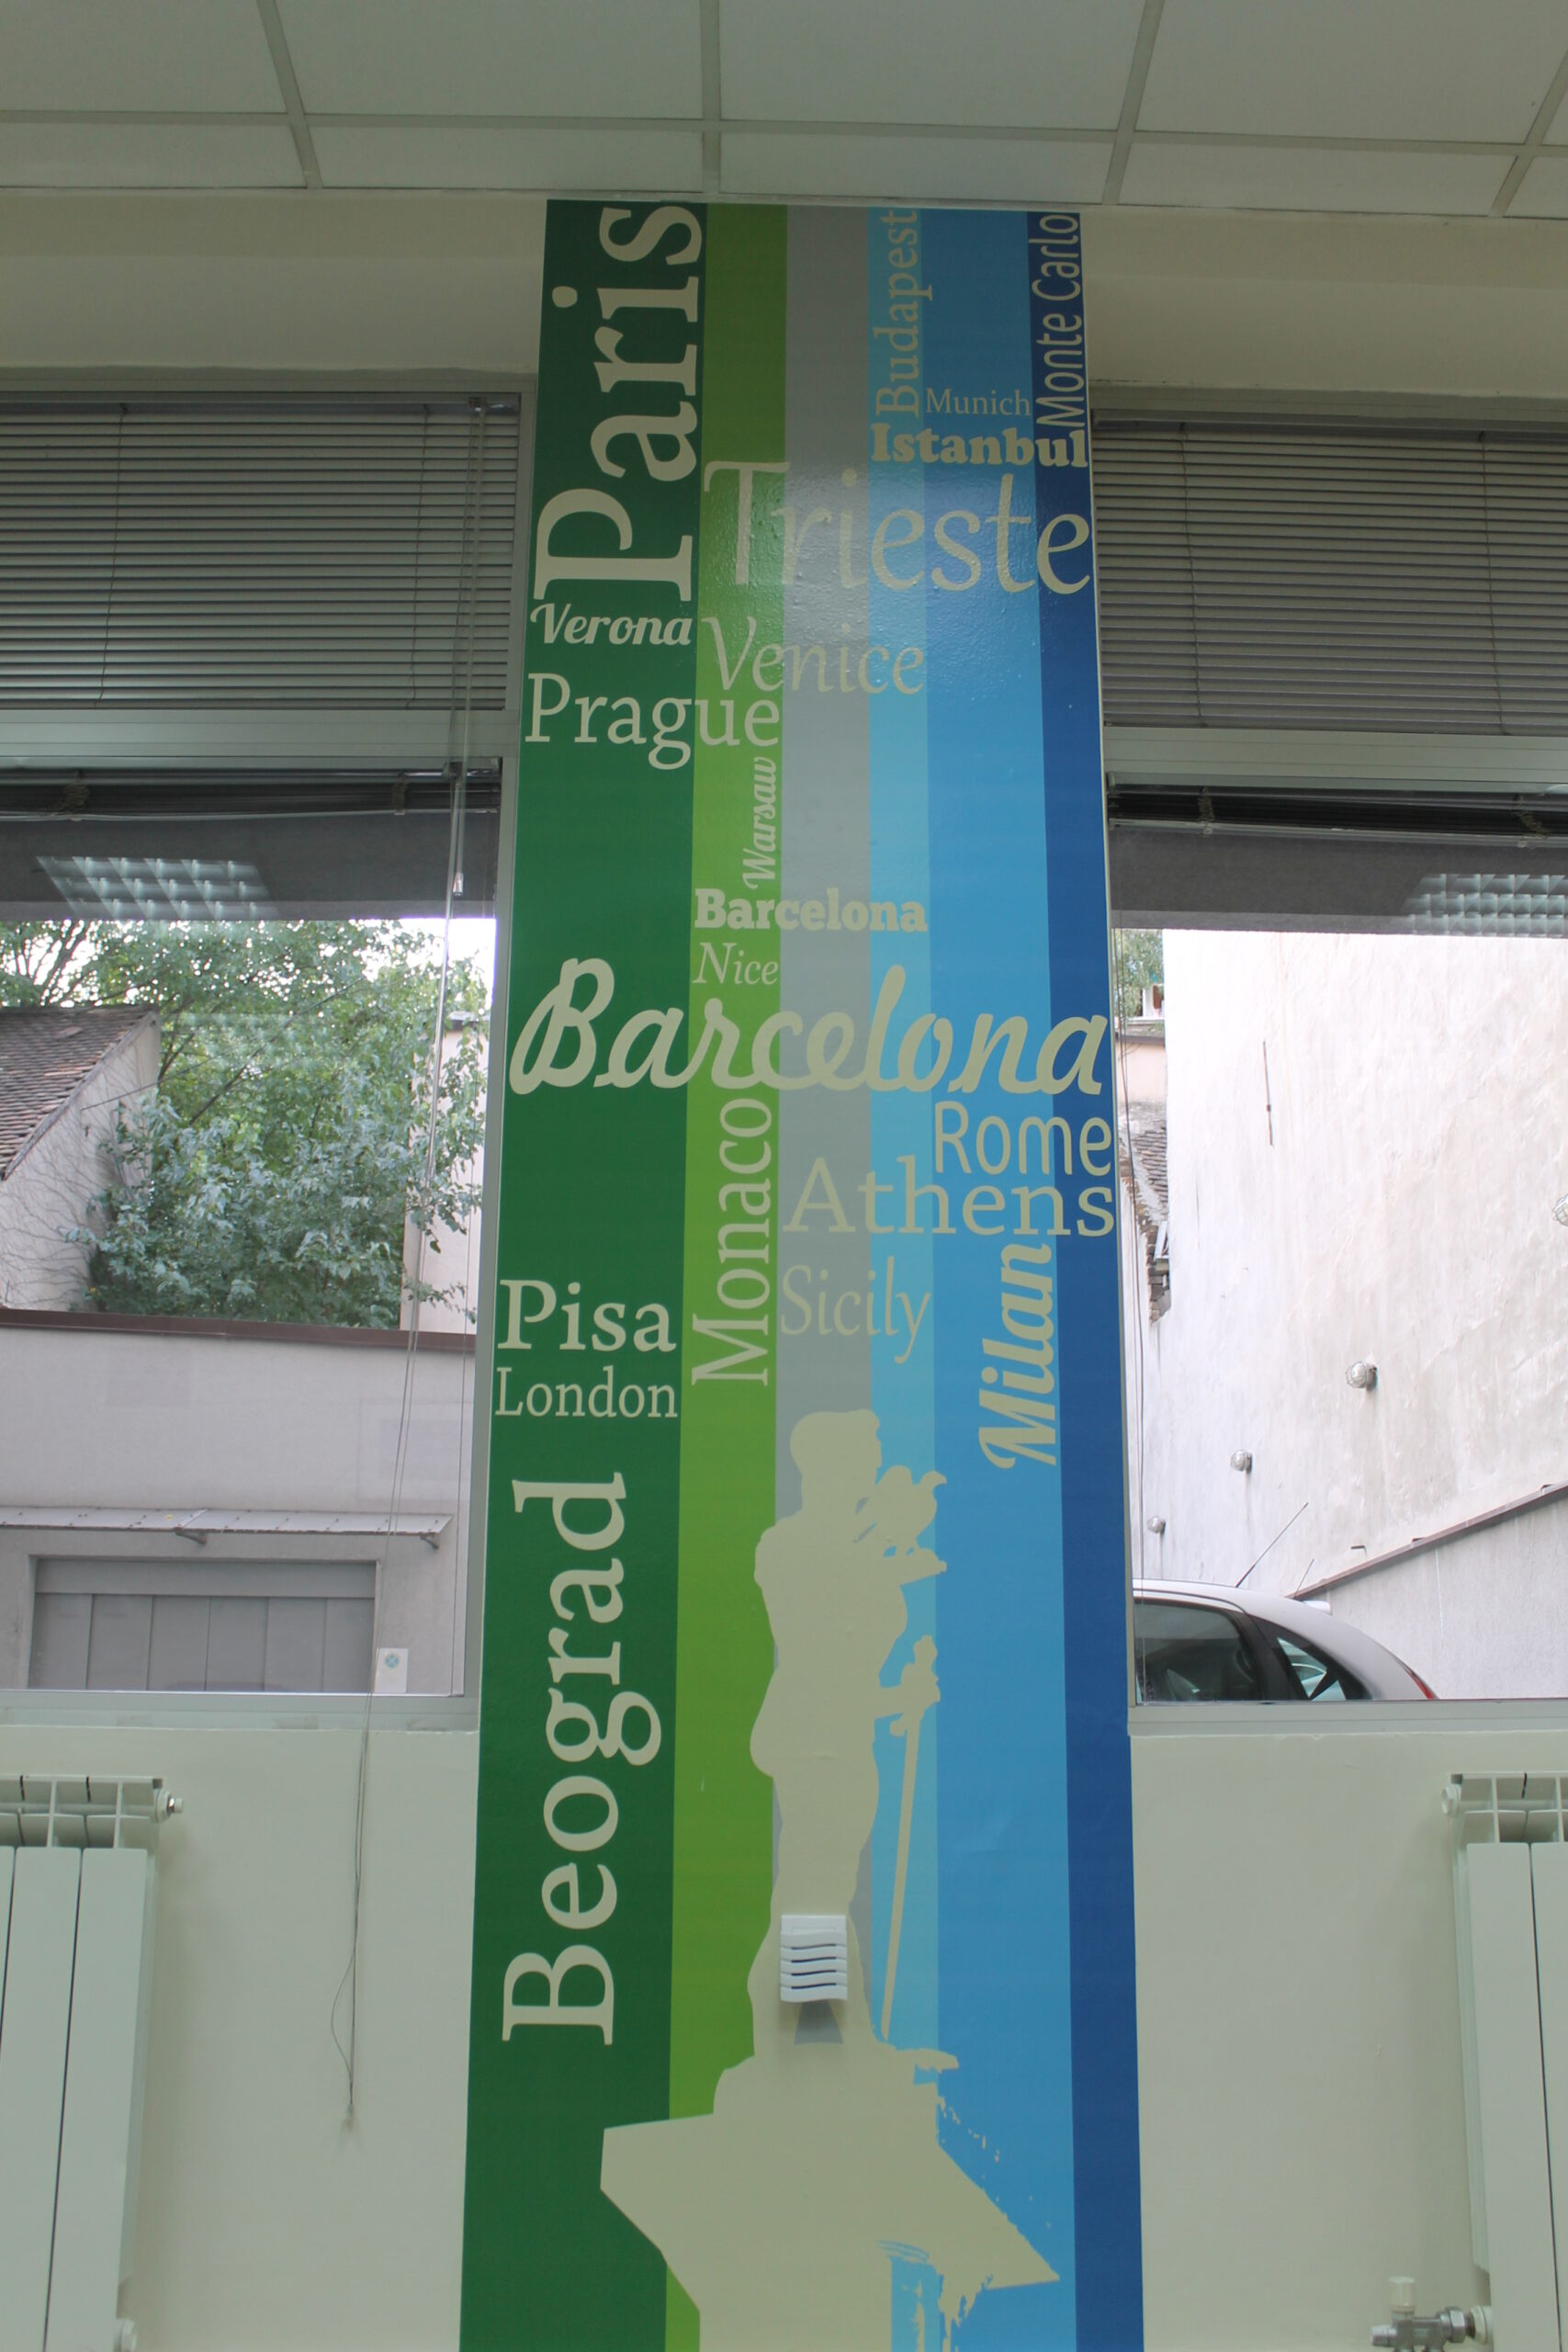 Paris
Budapest
Monte Carlo
Munich
Istanbul
Trieste
Verona
Venice
Prague
Warsaw
Barcelona
Nice
Barcelona
Monaco
Rome
Athens
Sicily
Milan
Pisa
London
Beograd